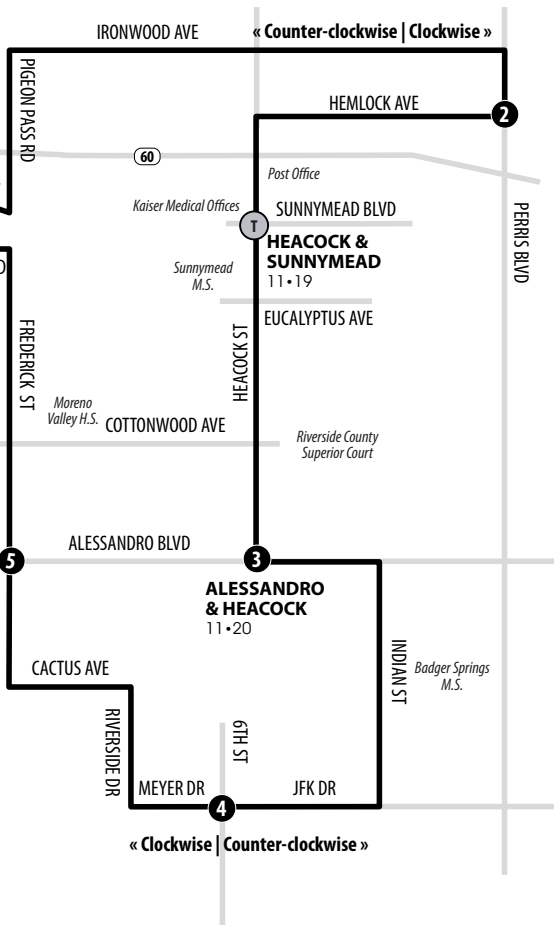 IRONWOOD AVE
« Counter-clockwise | Clockwise »
PIGEON PASS RD
HEMLOCK AVE
2
60
Post Office
Kaiser Medical Offices
SUNNYMEAD BLVD
T
PERRIS BLVD
HEACOCK &
SUNNYMEAD
11•19
Sunnymead
M.S.
EUCALYPTUS AVE
FREDERICK ST
HEACOCK ST
Moreno
Valley H.S.
COTTONWOOD AVE
Riverside County
Superior Court
ALESSANDRO BLVD
5
3
ALESSANDRO
& HEACOCK
11•20
INDIAN ST
Badger Springs
M.S.
CACTUS AVE
RIVERSIDE DR
6TH ST
MEYER DR
JFK DR
4
« Clockwise | Counter-clockwise »